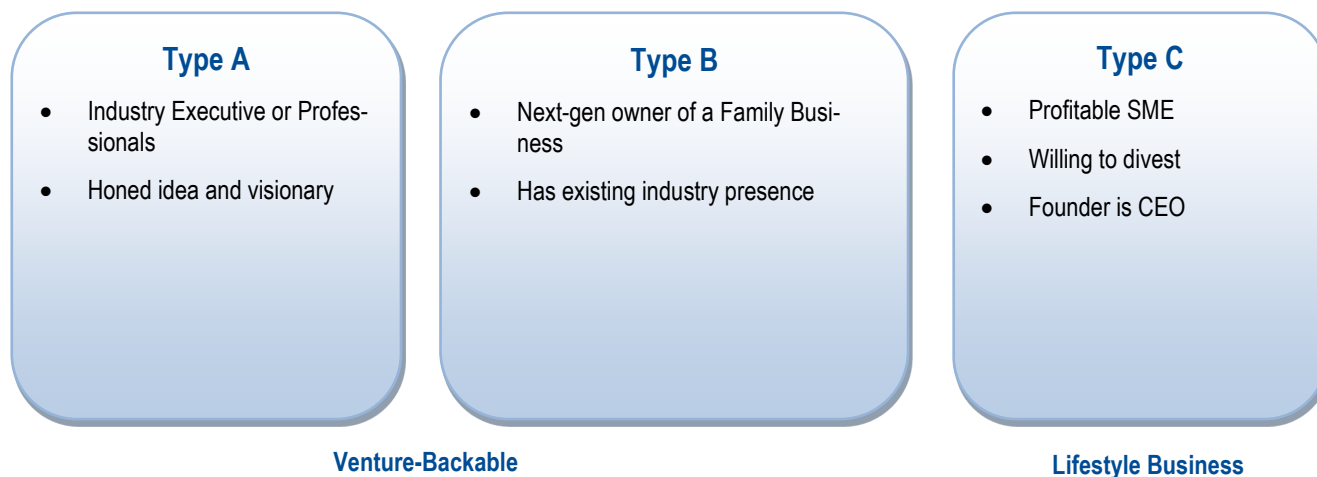 Type A
• Industry Executive or Profes-
sionals
• Honed idea and visionary
Type B
• Next-gen owner of a Family Busi-
ness
• Has existing industry presence
Type C
• Profitable SME
• Willing to divest
• Founder is CEO
Venture-Backable
Lifestyle Business